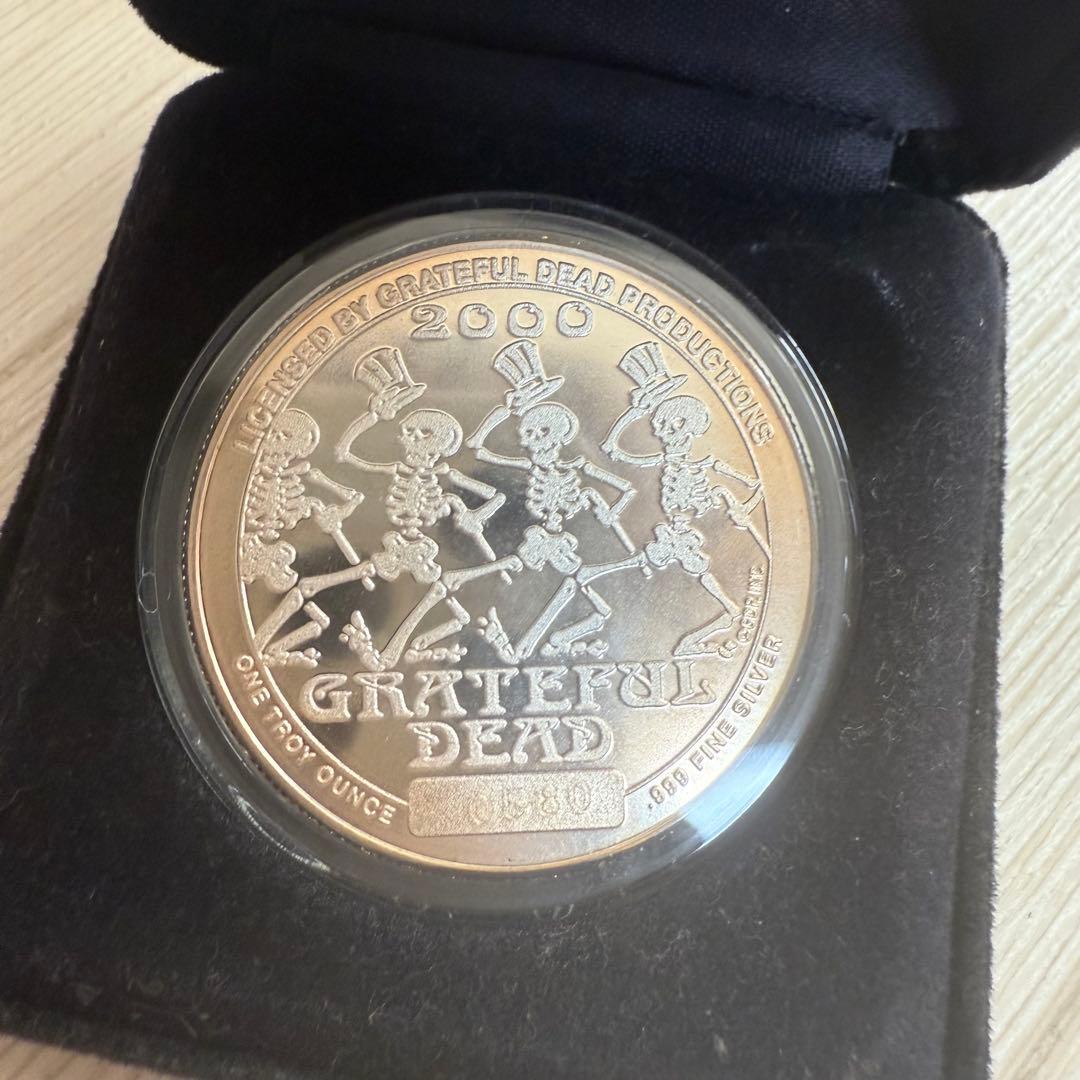 LICENSED BY GRATEFUL DEAD PRODUCTIONS
2000
©GDP. INC
GRATEFUL
DEAD
ONE TROY OUNCE
.999 FINE SILVER
0580